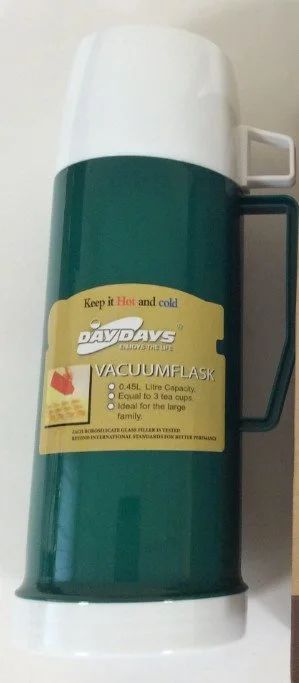 Keep it Hot and cold
DAYDAYS®
ENJOYS THE LIFE
VACUUMFLASK
0.45L Litre Capacity.
Equal to 3 tea cups.
Ideal for the large
family.
EACH BOROSILICATE GLASS FILLER IS TESTED
BEYOND INTERNATIONAL STANDARDS FOR BETTER PERFMANCE